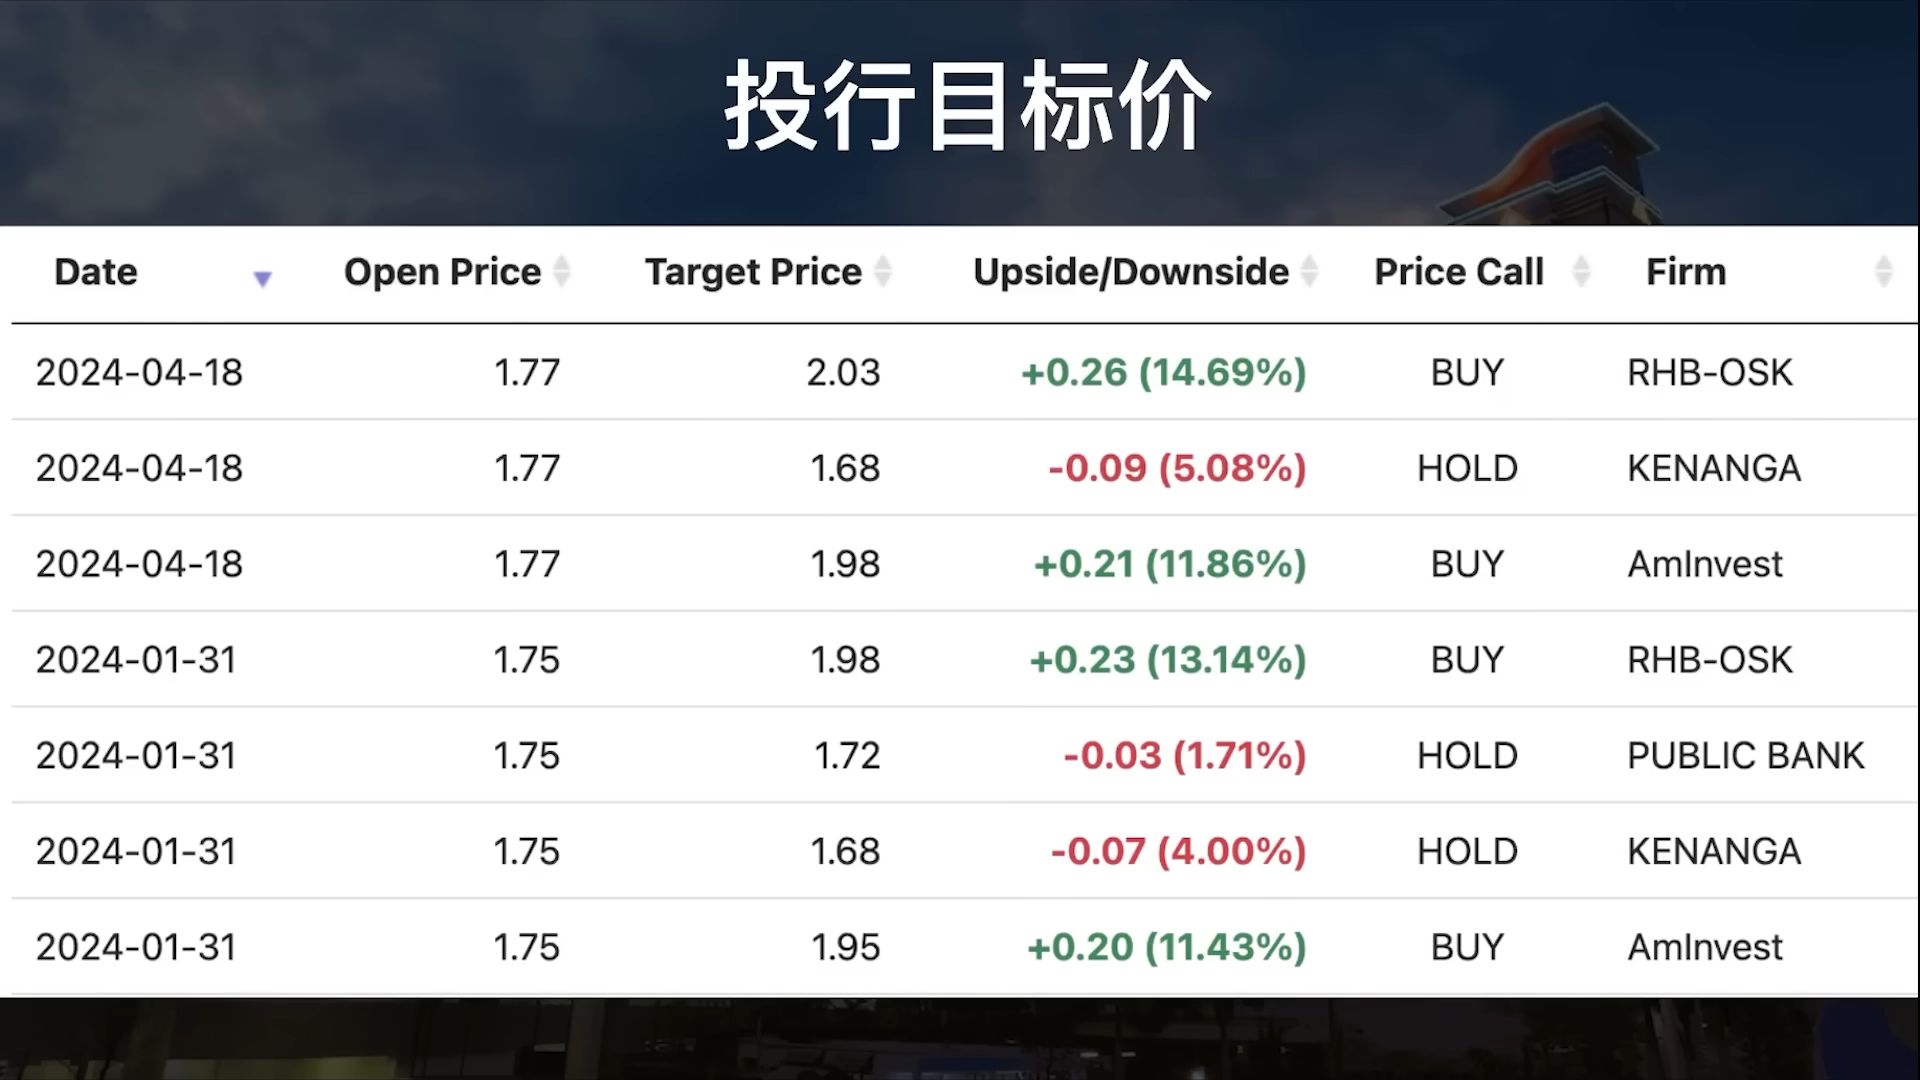 投行目标价
Date Open Price Target Price Upside/Downside Price Call Firm
2024-04-18 1.77 2.03 +0.26 (14.69%) BUY RHB-OSK
2024-04-18 1.77 1.68 -0.09 (5.08%) HOLD KENANGA
2024-04-18 1.77 1.98 +0.21 (11.86%) BUY AmInvest
2024-01-31 1.75 1.98 +0.23 (13.14%) BUY RHB-OSK
2024-01-31 1.75 1.72 -0.03 (1.71%) HOLD PUBLIC BANK
2024-01-31 1.75 1.68 -0.07 (4.00%) HOLD KENANGA
2024-01-31 1.75 1.95 +0.20 (11.43%) BUY AmInvest